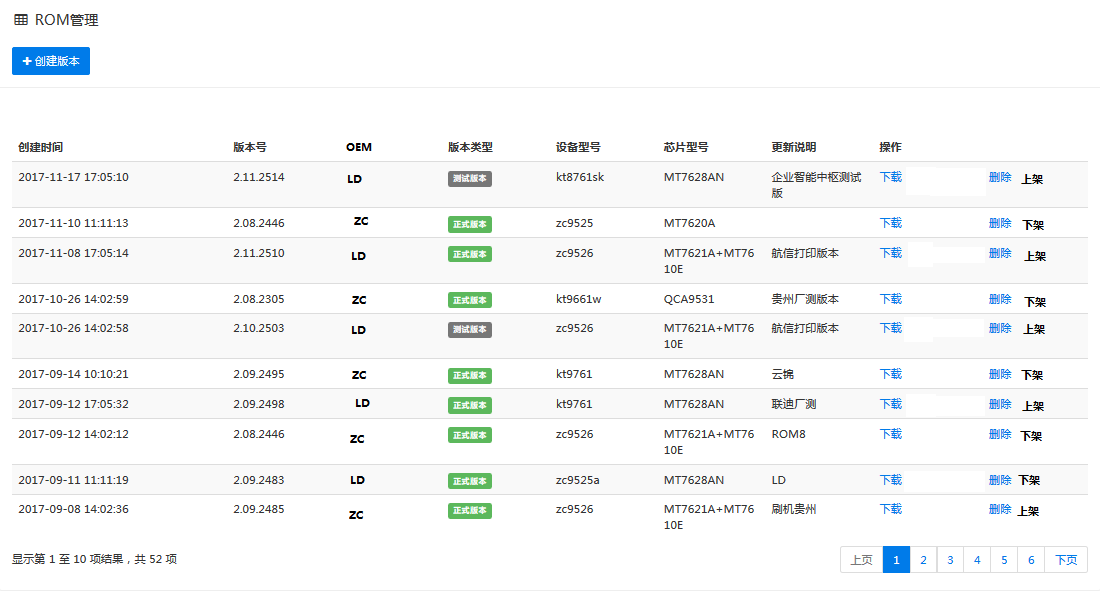 ROM管理
创建版本
创建时间 版本号 OEM 版本类型 设备型号 芯片型号 更新说明 操作
2017-11-17 17:05:10 2.11.2514 LD 测试版本 kt8761sk MT7628AN 企业智能中枢测试 下载 删除 上架
版
2017-11-10 11:11:13 2.08.2446 ZC 正式版本 zc9525 MT7620A 下载 删除 下架
2017-11-08 17:05:14 2.11.2510 LD 正式版本 zc9526 MT7621A+MT76 航信打印版本 下载 删除 上架
10E
2017-10-26 14:02:59 2.08.2305 ZC 正式版本 kt9661w QCA9531 贵州厂测版本 下载 删除 下架
2017-10-26 14:02:58 2.10.2503 LD 测试版本 zc9526 MT7621A+MT76 航信打印版本 下载 删除 上架
10E
2017-09-14 10:10:21 2.09.2495 ZC 正式版本 kt9761 MT7628AN 云锦 下载 删除 下架
2017-09-12 17:05:32 2.09.2498 LD 正式版本 kt9761 MT7628AN 联迪厂测 下载 删除 上架
2017-09-12 14:02:12 2.08.2446 ZC 正式版本 zc9526 MT7621A+MT76 ROM8 下载 删除 下架
10E
2017-09-11 11:11:19 2.09.2483 LD 正式版本 zc9525a MT7628AN LD 下载 删除 下架
2017-09-08 14:02:36 2.09.2485 ZC 正式版本 zc9526 MT7621A+MT76 刷机贵州 下载 删除 上架
10E
显示第 1 至 10 项结果，共 52 项 上页 1 2 3 4 5 6 下页